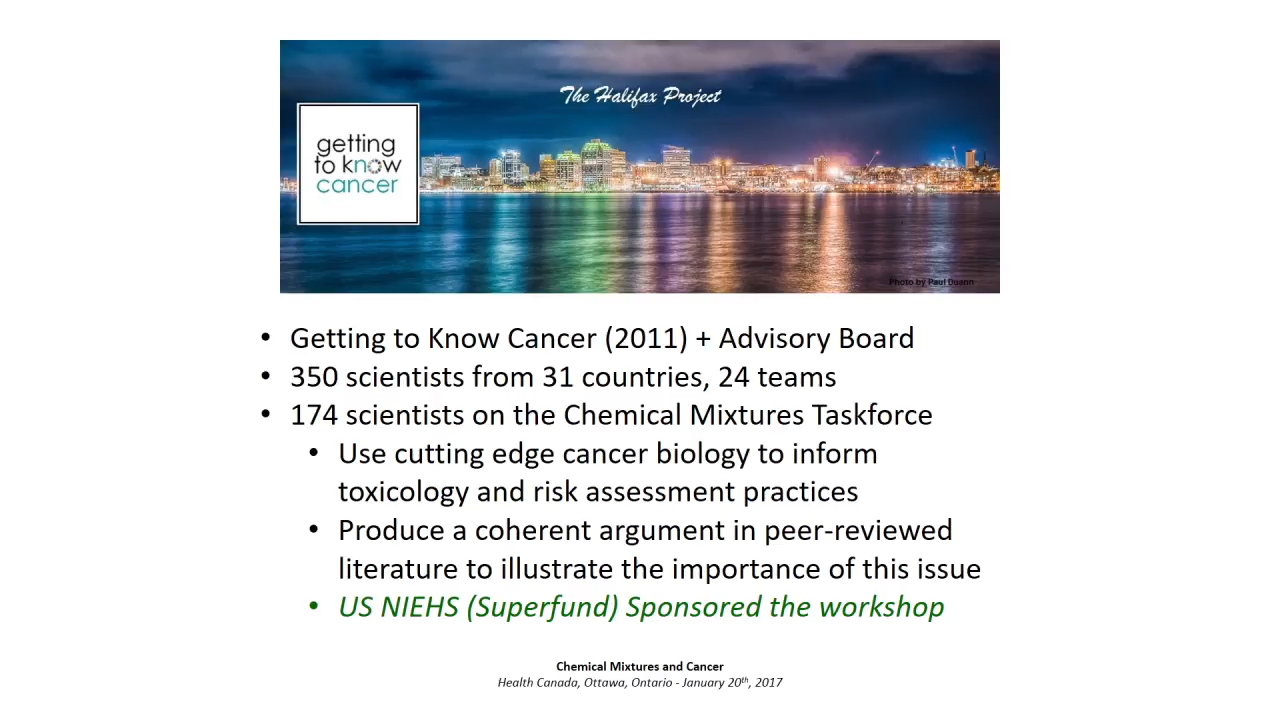 The Halifax Project
getting
to know
cancer
Photo by Paul Duann
• Getting to Know Cancer (2011) + Advisory Board
• 350 scientists from 31 countries, 24 teams
• 174 scientists on the Chemical Mixtures Taskforce
• Use cutting edge cancer biology to inform
toxicology and risk assessment practices
• Produce a coherent argument in peer-reviewed
literature to illustrate the importance of this issue
• US NIEHS (Superfund) Sponsored the workshop
Chemical Mixtures and Cancer
Health Canada, Ottawa, Ontario - January 20th, 2017